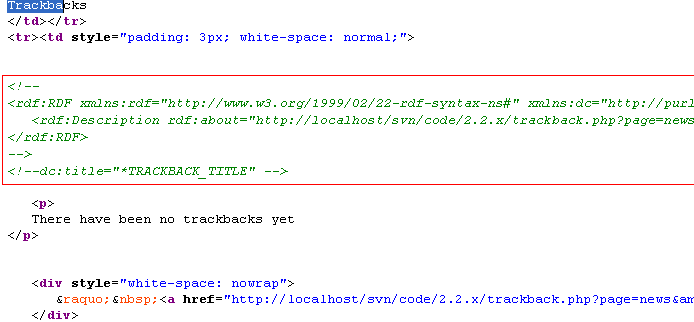 Trackbacks
</td></tr>
<tr><td style="padding: 3px; white-space: normal;">
<!--
<rdf:RDF xmlns:rdf="http://www.w3.org/1999/02/22-rdf-syntax-ns#" xmlns:dc="http://purl
<rdf:Description rdf:about="http://localhost/svn/code/2.2.x/trackback.php?page=news
</rdf:RDF>
-->
<!--dc:title="*TRACKBACK_TITLE" -->
<p>
There have been no trackbacks yet
</p>
<div style="white-space: nowrap">
&raquo;&nbsp;<a href="http://localhost/svn/code/2.2.x/trackback.php?page=news&am
</div>